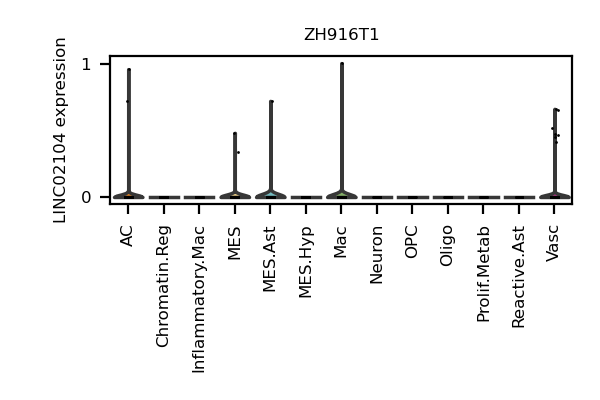 ZH916T1
LINC02104 expression
1
0
AC
Chromatin.Reg
Inflammatory.Mac
MES
MES.Ast
MES.Hyp
Mac
Neuron
OPC
Oligo
Prolif.Metab
Reactive.Ast
Vasc